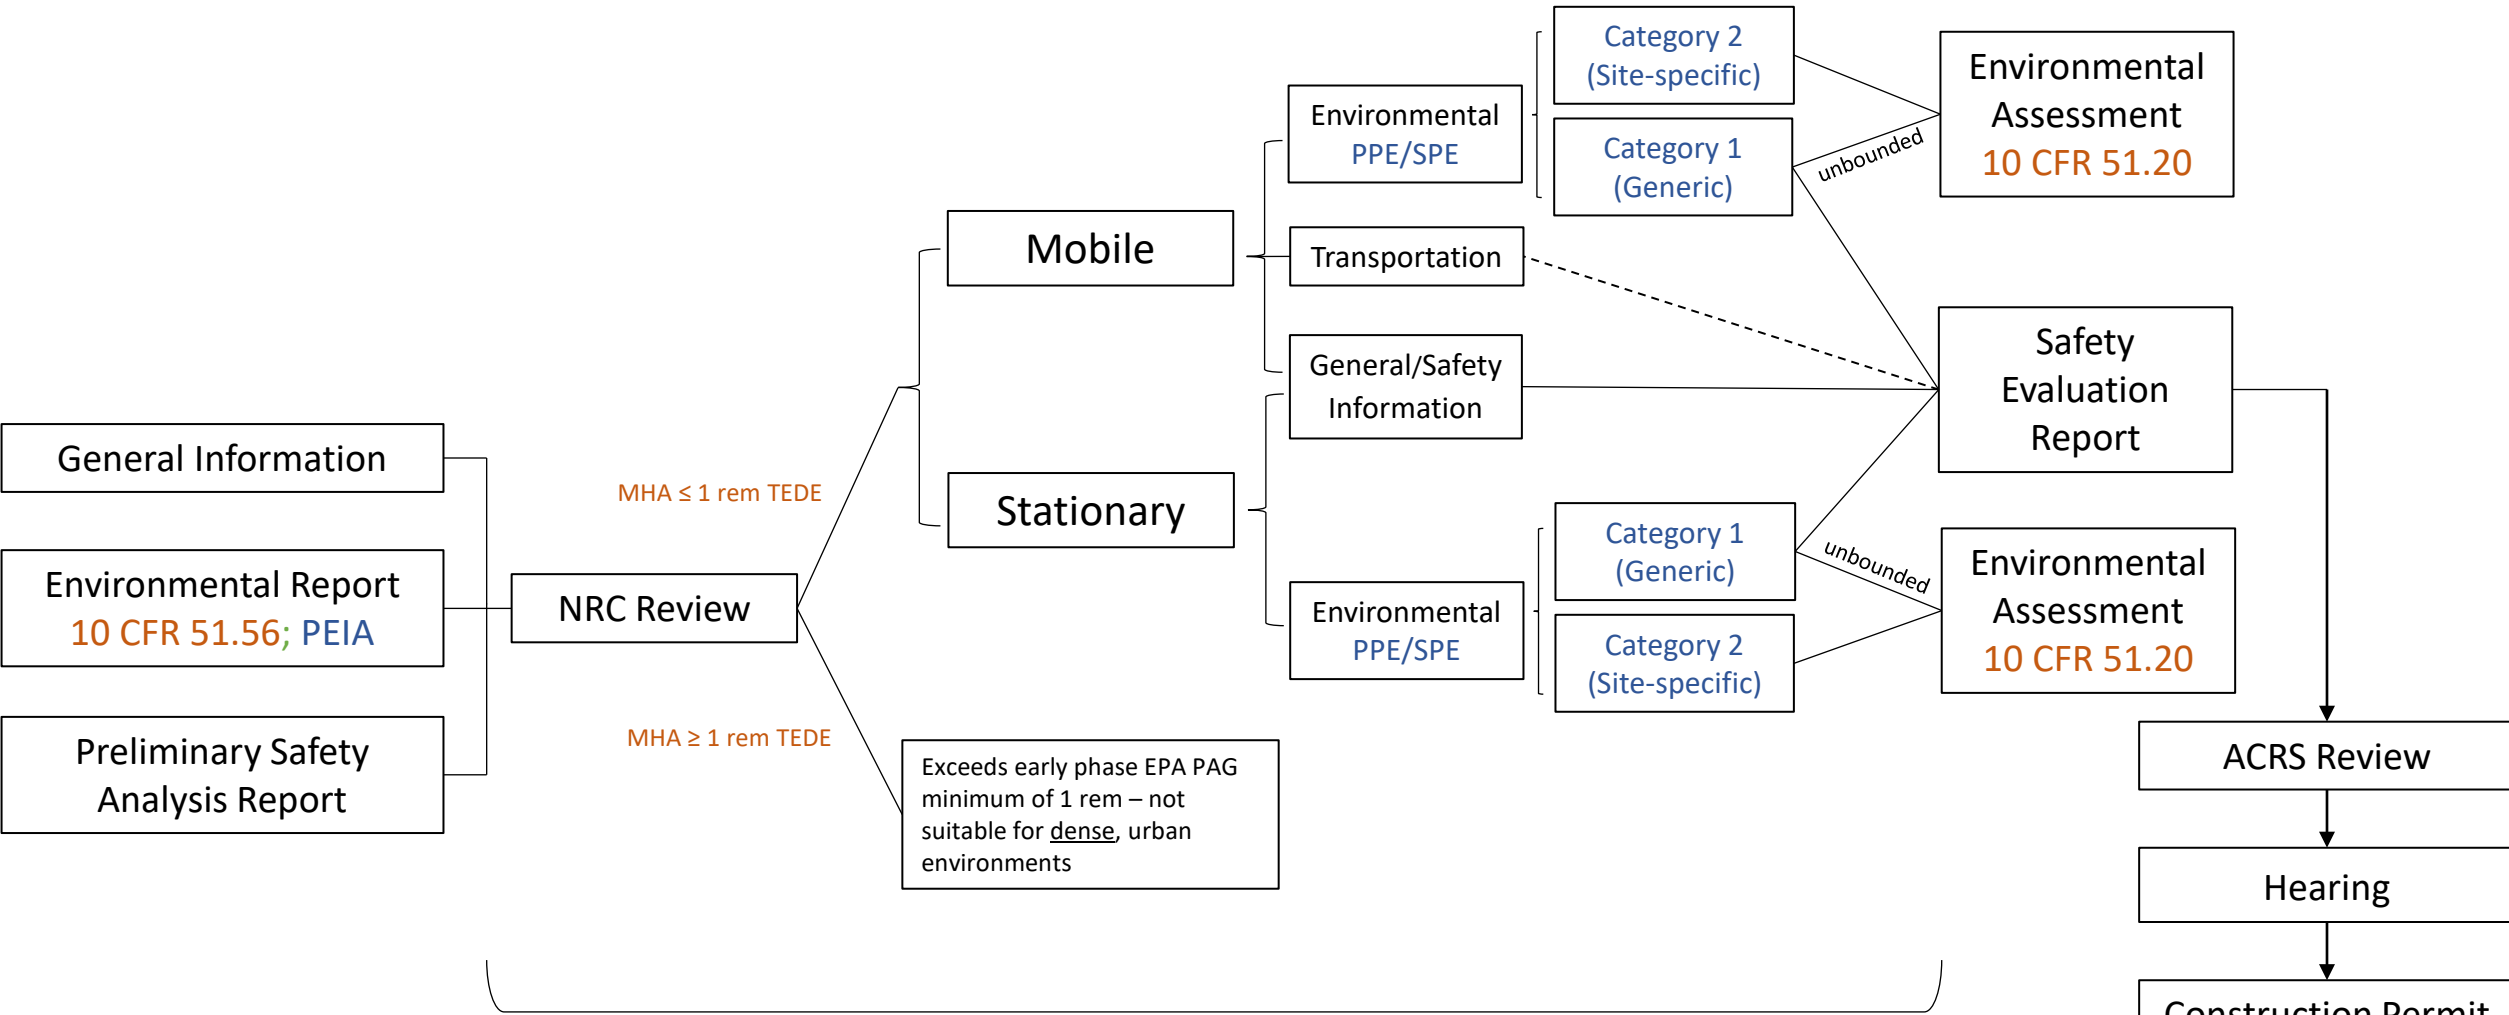 General Information
Environmental Report
10 CFR 51.56; PEIA
Preliminary Safety
Analysis Report
NRC Review
MHA ≤ 1 rem TEDE
MHA ≥ 1 rem TEDE
Mobile
Stationary
Exceeds early phase EPA PAG
minimum of 1 rem – not
suitable for dense, urban
environments
Environmental
PPE/SPE
Transportation
General/Safety
Information
Environmental
PPE/SPE
Category 2
(Site-specific)
Category 1
(Generic)
Category 1
(Generic)
Category 2
(Site-specific)
unbounded
unbounded
Environmental
Assessment
10 CFR 51.20
Safety
Evaluation
Report
Environmental
Assessment
10 CFR 51.20
ACRS Review
Hearing
Construction Permit